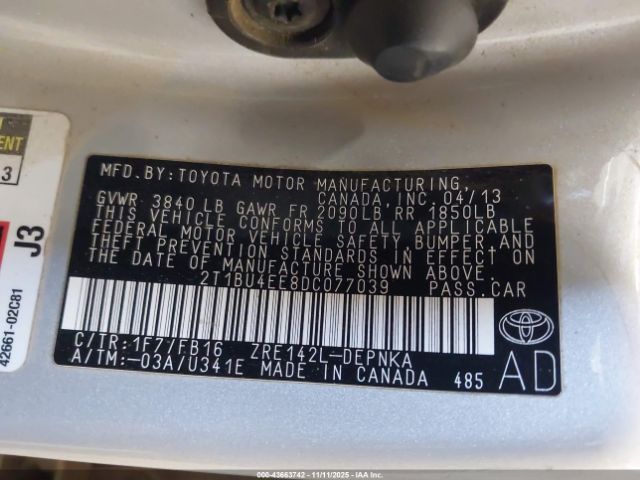 MFD.BY:TOYOTA MOTOR MANUFACTURING,
CANADA,INC.04/13
GVWR 3840 LB GAWR FR 2090LB RR 1850LB
THIS VEHICLE CONFORMS TO ALL APPLICABLE
FEDERAL MOTOR VEHICLE SAFETY, BUMPER, AND
THEFT PREVENTION STANDARDS IN EFFECT ON
THE DATE OF MANUFACTURE SHOWN ABOVE.
2T1BU4EE8DC077039 PASS.CAR
C/TR:1F7/FB16 ZRE142L-DEPNKA
A/TM:-03A/U341E MADE IN CANADA 485
AD
3
J3
42661-02C81
000-43663742 - 11/11/2025 - IAA Inc.